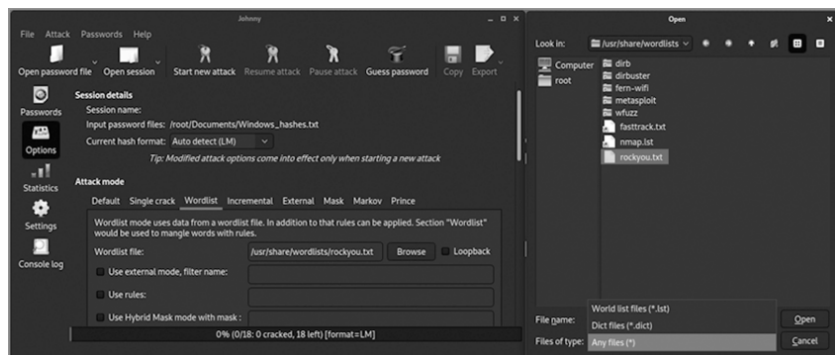 Johnny
File Attack Passwords Help
Open password file Open session Start new attack Resume attack Pause attack Guess password Copy Export
Passwords
Options
Statistics
Settings
Console log
Session details
Session name:
Input password files: /root/Documents/Windows_hashes.txt
Current hash format: Auto detect (LM)
Tip: Modified attack options come into effect only when starting a new attack
Attack mode
Default Single crack Wordlist Incremental External Mask Markov Prince
Wordlist mode uses data from a wordlist file. In addition to that rules can be applied. Section "Wordlist"
would be used to mangle words with rules.
Wordlist file: /usr/share/wordlists/rockyou.txt Browse Loopback
Use external mode, filter name:
Use rules:
Use Hybrid Mask mode with mask :
0% (0/18: 0 cracked, 18 left) [format=LM]
Open
Look in: /usr/share/wordlists
Computer
root
dirb
dirbuster
fern-wifi
metasploit
wfuzz
fasttrack.txt
nmap.lst
rockyou.txt
File name:
World list files (*.lst)
Dict files (*.dict)
Open
Files of type: Any files (*)
Cancel